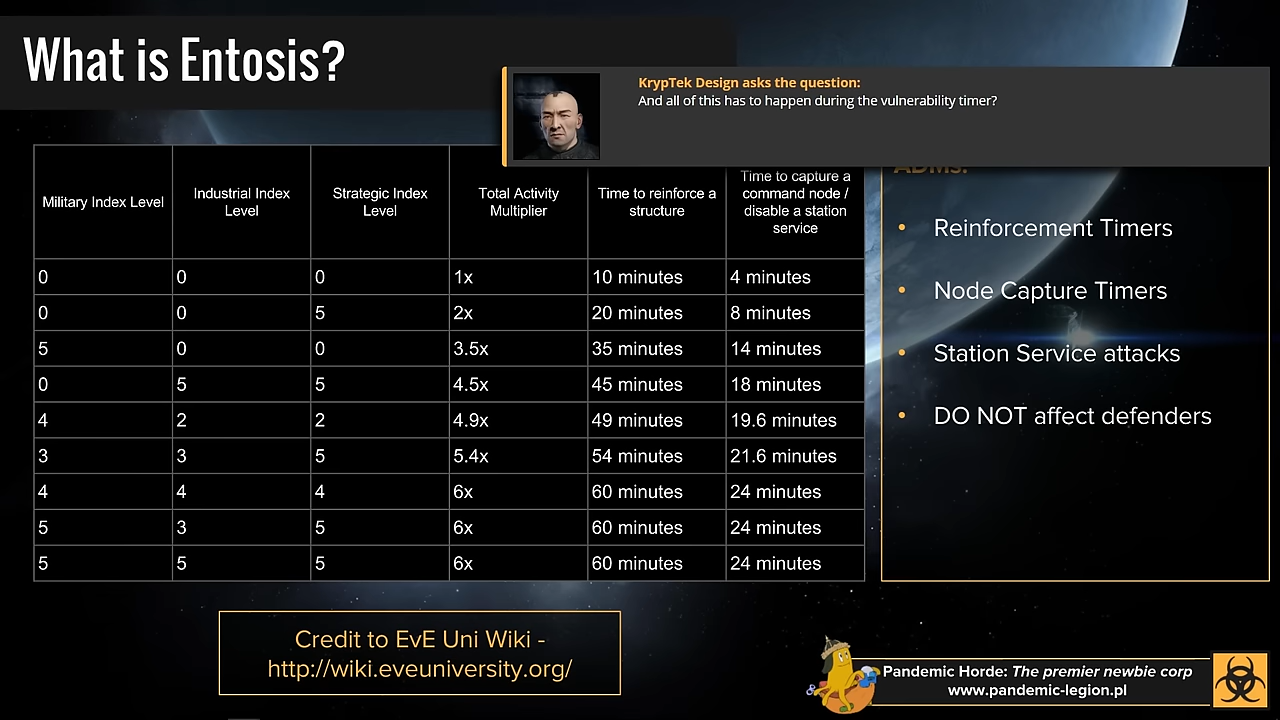 What is Entosis?
KrypTek Design asks the question:
And all of this has to happen during the vulnerability timer?
Military Index Level
Industrial Index
Level
Strategic Index
Level
Total Activity
Multiplier
Time to reinforce a
structure
Time to capture a
command node /
disable a station
service
0 0 0 1x 10 minutes 4 minutes
0 0 5 2x 20 minutes 8 minutes
5 0 0 3.5x 35 minutes 14 minutes
0 5 5 4.5x 45 minutes 18 minutes
4 2 2 4.9x 49 minutes 19.6 minutes
3 3 5 5.4x 54 minutes 21.6 minutes
4 4 4 6x 60 minutes 24 minutes
5 3 5 6x 60 minutes 24 minutes
5 5 5 6x 60 minutes 24 minutes
ADMs:
• Reinforcement Timers
• Node Capture Timers
• Station Service attacks
• DO NOT affect defenders
Credit to EvE Uni Wiki -
http://wiki.eveuniversity.org/
Pandemic Horde: The premier newbie corp
www.pandemic-legion.pl